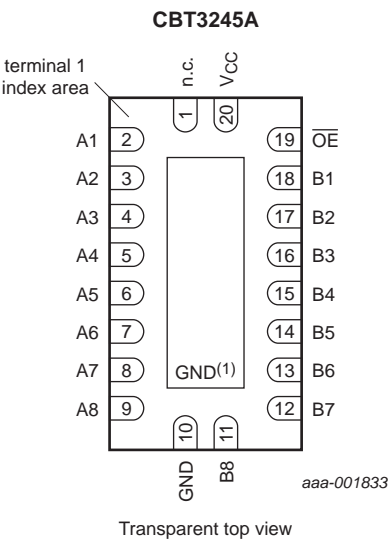 CBT3245A
terminal 1
index area
n.c.
VCC
1
20
A1 2 19 OE
A2 3 18 B1
A3 4 17 B2
A4 5 16 B3
A5 6 15 B4
A6 7 14 B5
A7 8 GND(1) 13 B6
A8 9 12 B7
10
11
GND
B8
aaa-001833
Transparent top view